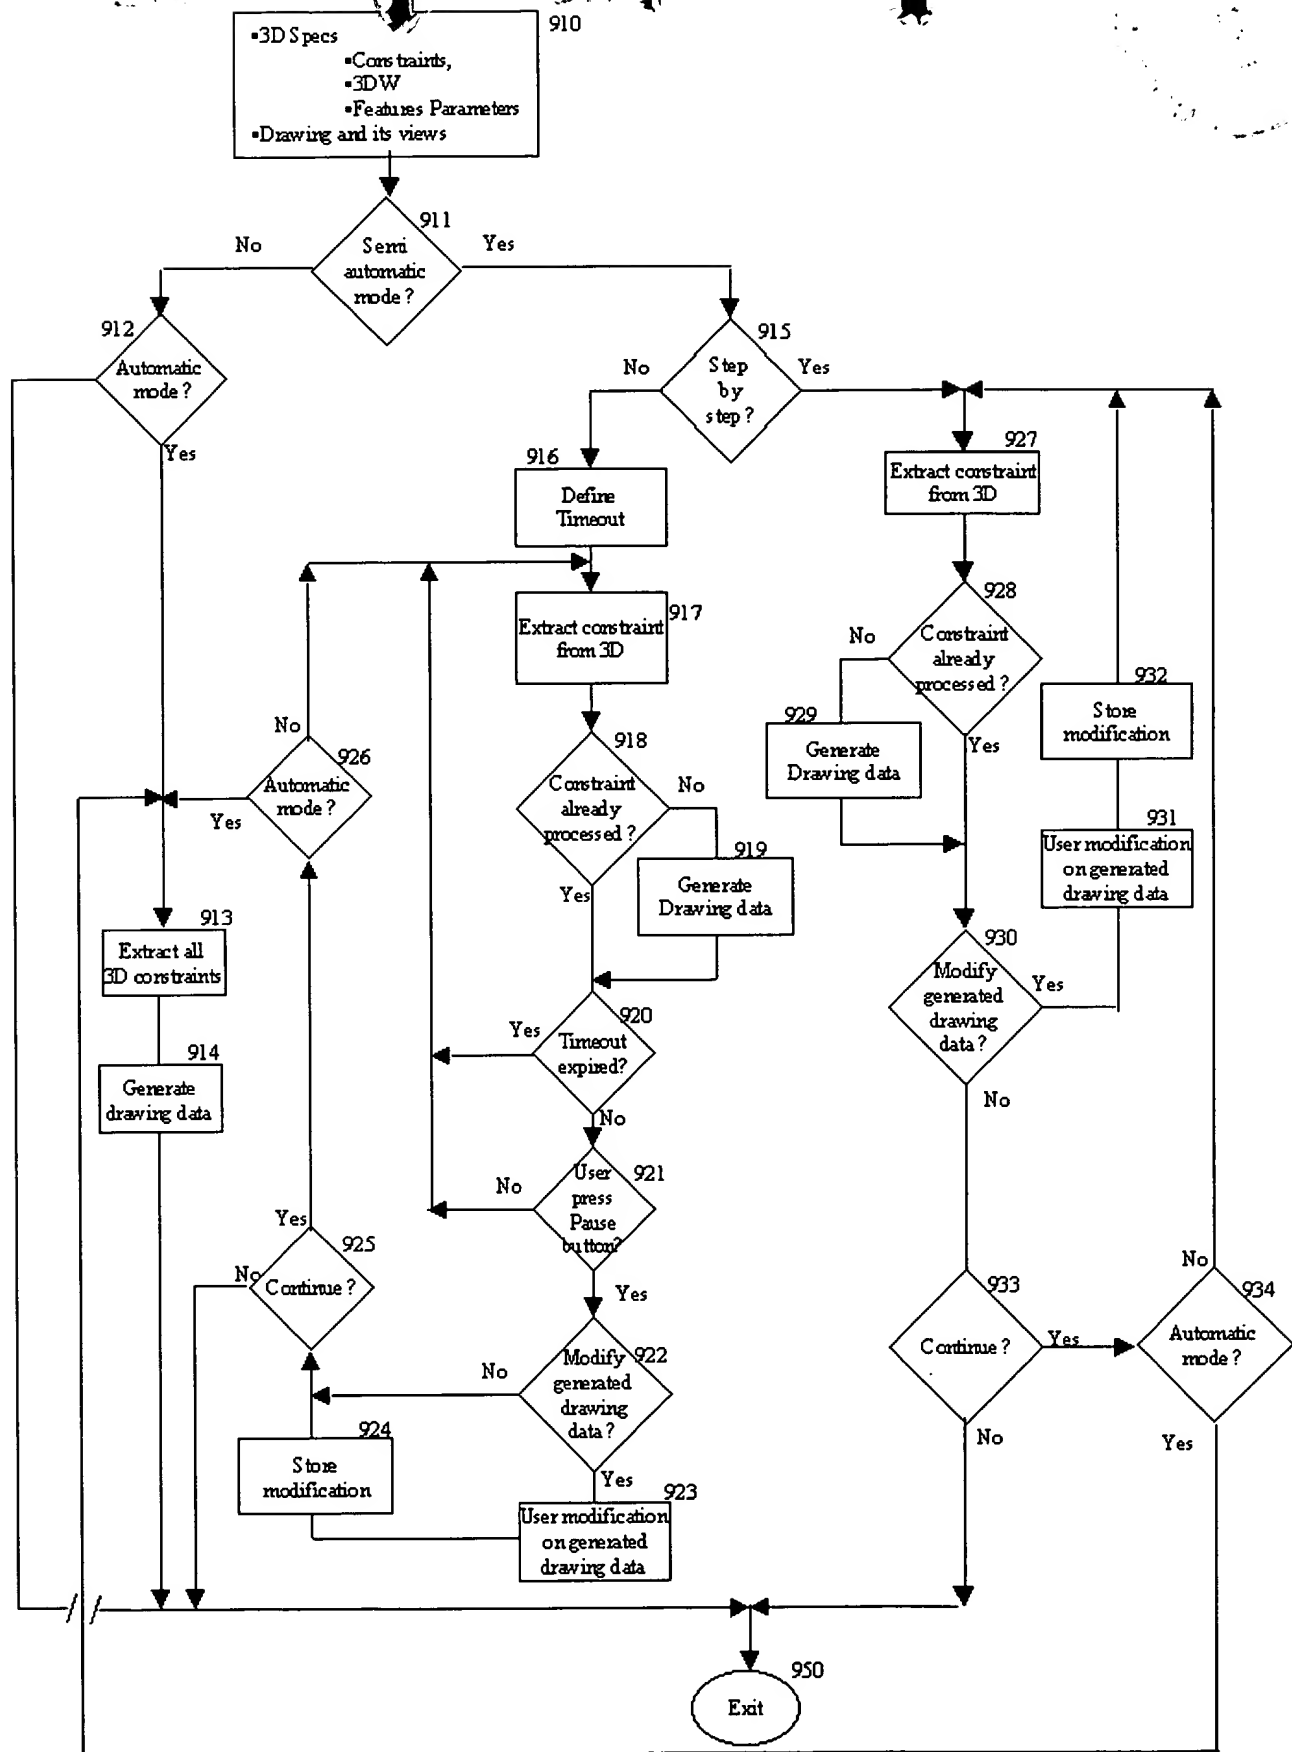 910
▪3D Specs
▪Constraints,
▪3DW
▪Features Parameters
▪Drawing and its views
911
Semi
automatic
mode ?
No
Yes
912
Automatic
mode ?
Yes
915
Step
by
step ?
No
Yes
916
Define
Timeout
927
Extract constraint
from 3D
917
Extract constraint
from 3D
928
Constraint
already
processed ?
No
Yes
929
Generate
Drawing data
932
Store
modification
931
User modification
on generated
drawing data
918
Constraint
already
processed ?
No
Yes
919
Generate
Drawing data
926
Automatic
mode ?
No
Yes
913
Extract all
3D constraints
914
Generate
drawing data
920
Timeout
expired?
Yes
No
930
Modify
generated
drawing
data ?
Yes
No
921
User
press
Pause
button?
No
Yes
925
Continue ?
Yes
No
922
Modify
generated
drawing
data ?
No
Yes
924
Store
modification
923
User modification
on generated
drawing data
933
Continue ?
Yes
No
934
Automatic
mode ?
No
Yes
950
Exit